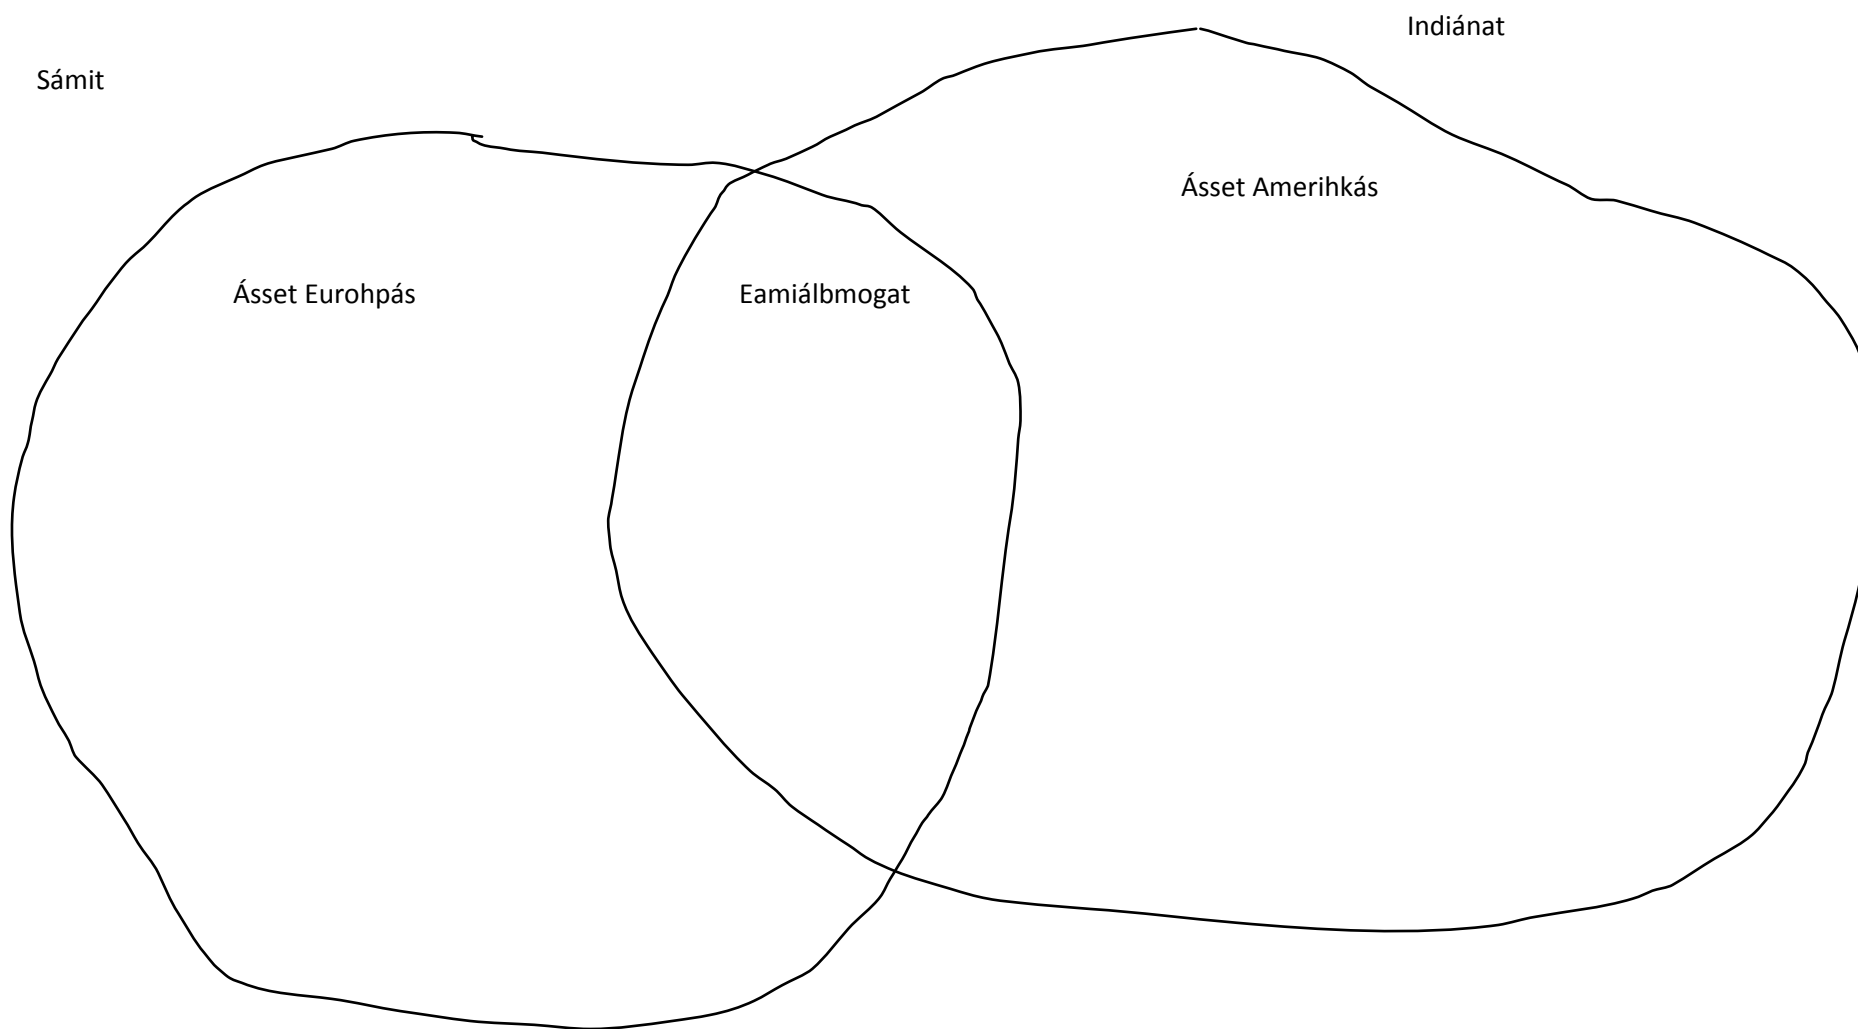 Sámit
Indiánat
Ásset Eurohpás
Eamiálbmogat
Ásset Amerihkás